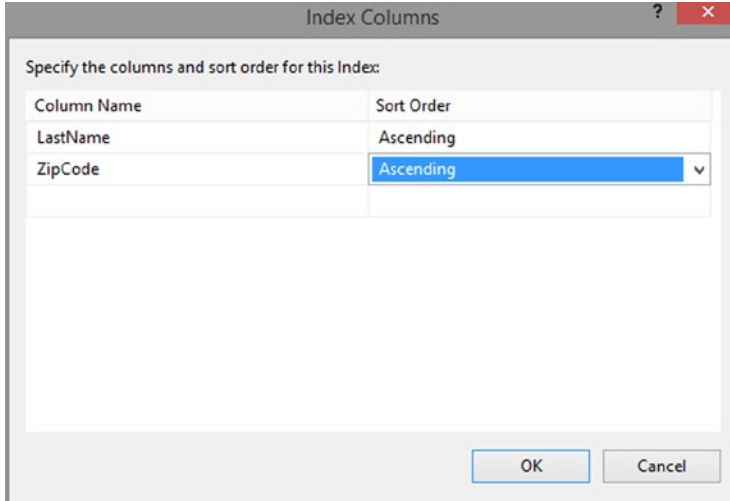 Index Columns
?
Specify the columns and sort order for this Index:
Column Name Sort Order
LastName Ascending
ZipCode Ascending
OK Cancel